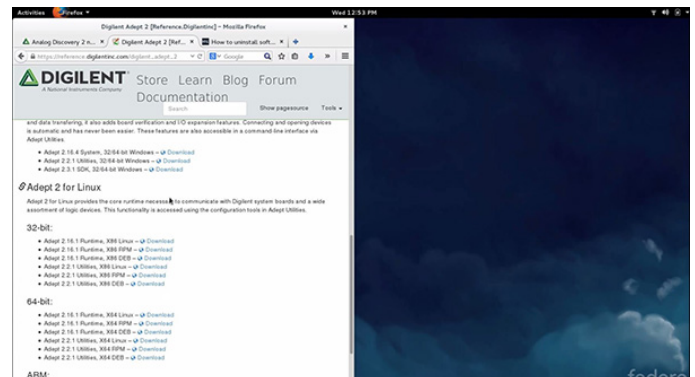 Activities Firefox Wed 12:53 PM
Digilent Adept 2 [Reference.Digilentinc] - Mozilla Firefox
Analog Discovery 2 n... × Digilent Adept 2 [Ref... × How to uninstall soft... ×
https://reference.digilentinc.com/digilent_adept_2 Google
DIGILENT
A National Instruments Company
Store Learn Blog Forum
Documentation
Search Show pagesource Tools
and data transfering, it also adds board verification and I/O expansion features. Connecting and opening devices
is automatic and has never been easier. These features are also accessible in a command line interface via
Adept Utilities.
• Adept 2.16.4 System, 32/64-bit Windows – Download
• Adept 2.2.1 Utilities, 32/64-bit Windows – Download
• Adept 2.3.1 SDK, 32/64-bit Windows – Download
Adept 2 for Linux
Adept 2 for Linux provides the core runtime necessary to communicate with Digilent system boards and a wide
assortment of logic devices. This functionality is accessed using the configuration tools in Adept Utilities.
32-bit:
• Adept 2.16.1 Runtime, X86 Linux – Download
• Adept 2.16.1 Runtime, X86 RPM – Download
• Adept 2.16.1 Runtime, X86 DEB – Download
• Adept 2.2.1 Utilities, X86 Linux – Download
• Adept 2.2.1 Utilities, X86 RPM – Download
• Adept 2.2.1 Utilities, X86 DEB – Download
64-bit:
• Adept 2.16.1 Runtime, X64 Linux – Download
• Adept 2.16.1 Runtime, X64 RPM – Download
• Adept 2.16.1 Runtime, X64 DEB – Download
• Adept 2.2.1 Utilities, X64 Linux – Download
• Adept 2.2.1 Utilities, X64 RPM – Download
• Adept 2.2.1 Utilities, X64 DEB – Download
ARM:
fedora